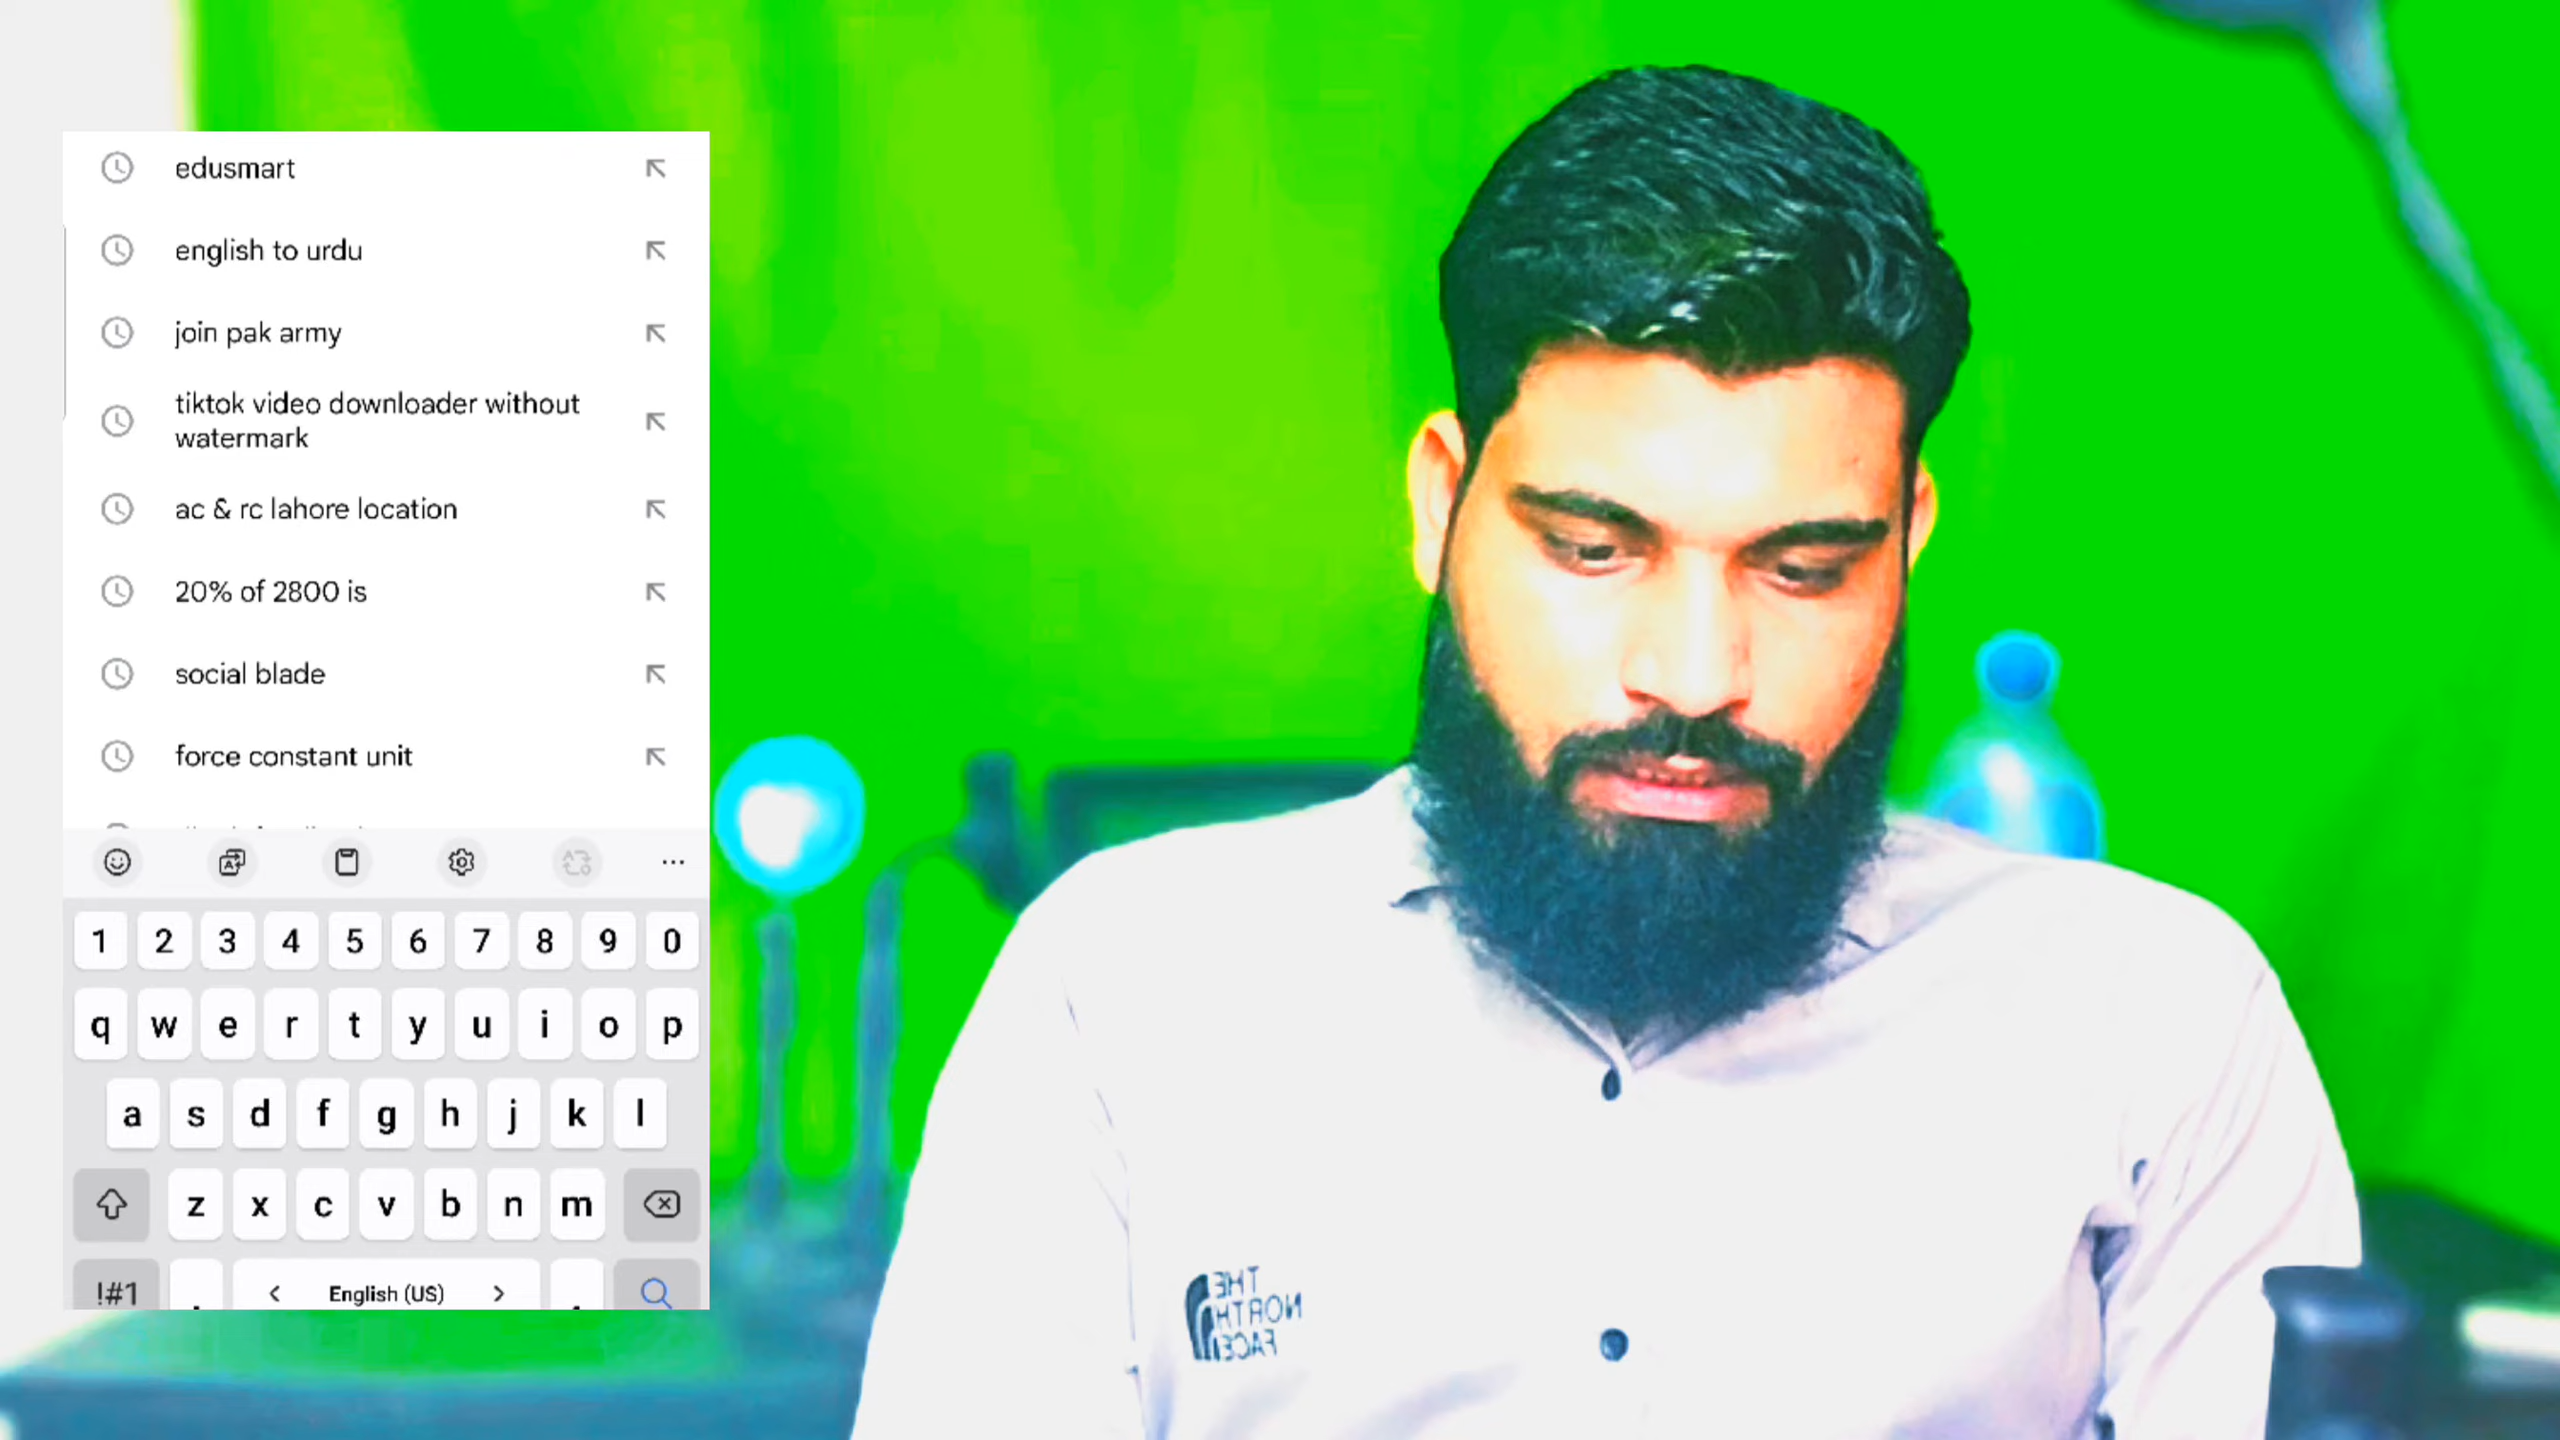 edusmart
english to urdu
join pak army
tiktok video downloader without
watermark
ac & rc lahore location
20% of 2800 is
social blade
force constant unit
1 2 3 4 5 6 7 8 9 0
q w e r t y u i o p
a s d f g h j k l
z x c v b n m
!#1 < English (US) >
THE
NORTH
FACE